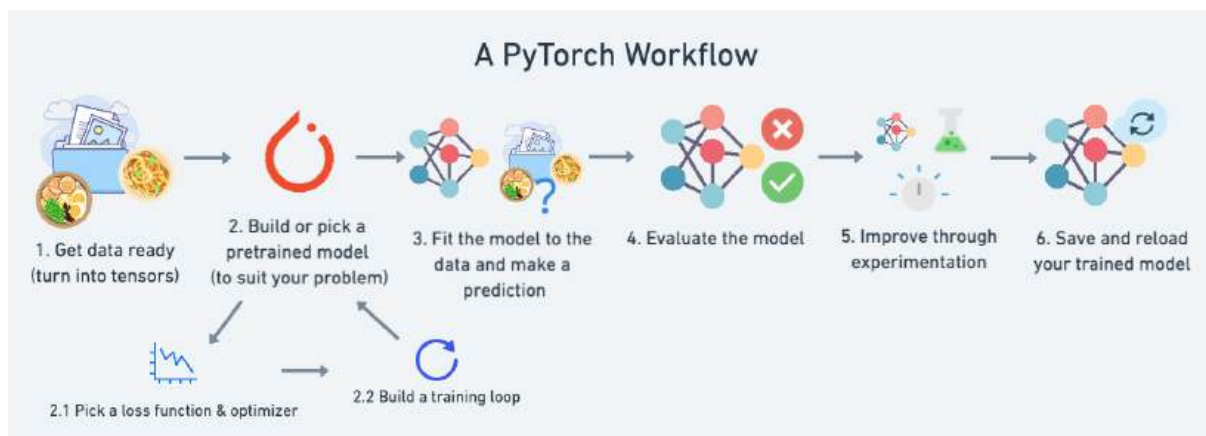 A PyTorch Workflow
1. Get data ready
(turn into tensors)
2. Build or pick a
pretrained model
(to suit your problem)
3. Fit the model to the
data and make a
prediction
4. Evaluate the model
5. Improve through
experimentation
6. Save and reload
your trained model
2.1 Pick a loss function & optimizer
2.2 Build a training loop